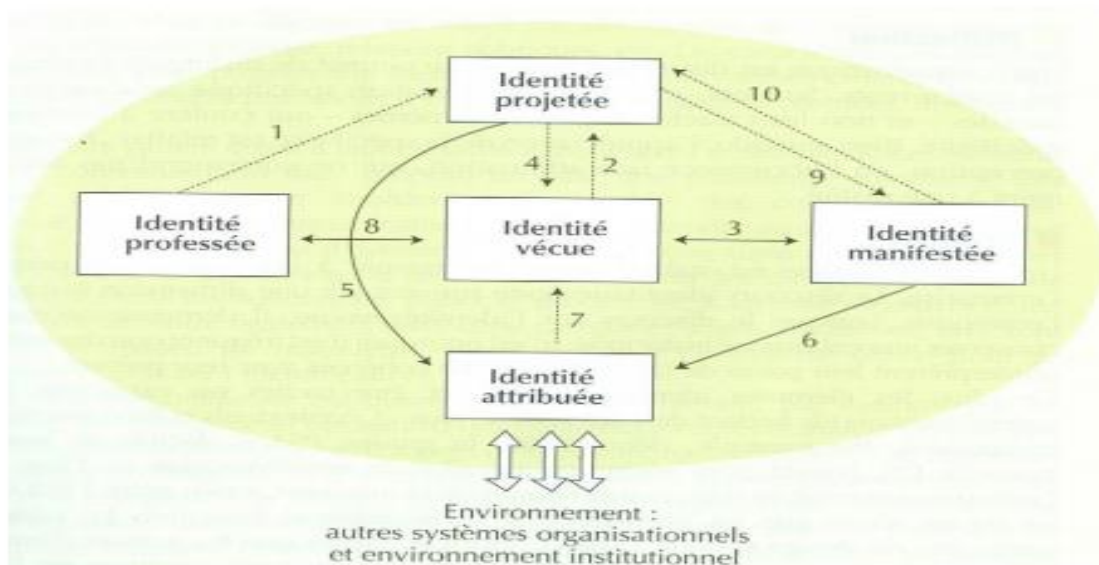 Identité
projetée
10
1
4
2
9
Identité
professée
8
Identité
vécue
3
Identité
manifestée
5
7
6
Identité
attribuée
Environnement :
autres systèmes organisationnels
et environnement institutionnel